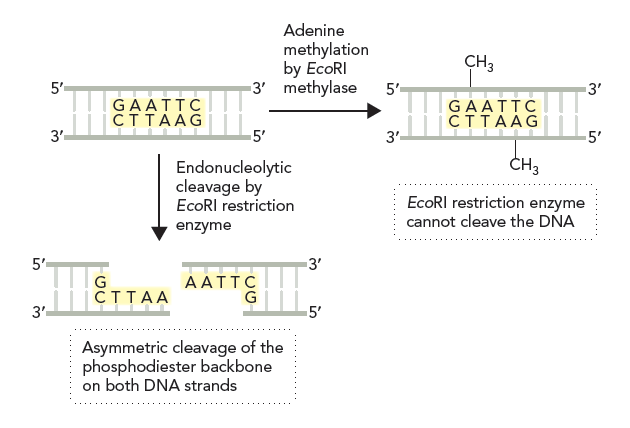 Adenine
methylation
by EcoRI
methylase
5′ 3′
GAATTC
CTTAAG
3′ 5′
CH3
5′ 3′
GAATTC
CTTAAG
3′ 5′
CH3
EcoRI restriction enzyme
cannot cleave the DNA
Endonucleolytic
cleavage by
EcoRI restriction
enzyme
5′ 3′
G AATTC
CTTAA G
3′ 5′
Asymmetric cleavage of the
phosphodiester backbone
on both DNA strands